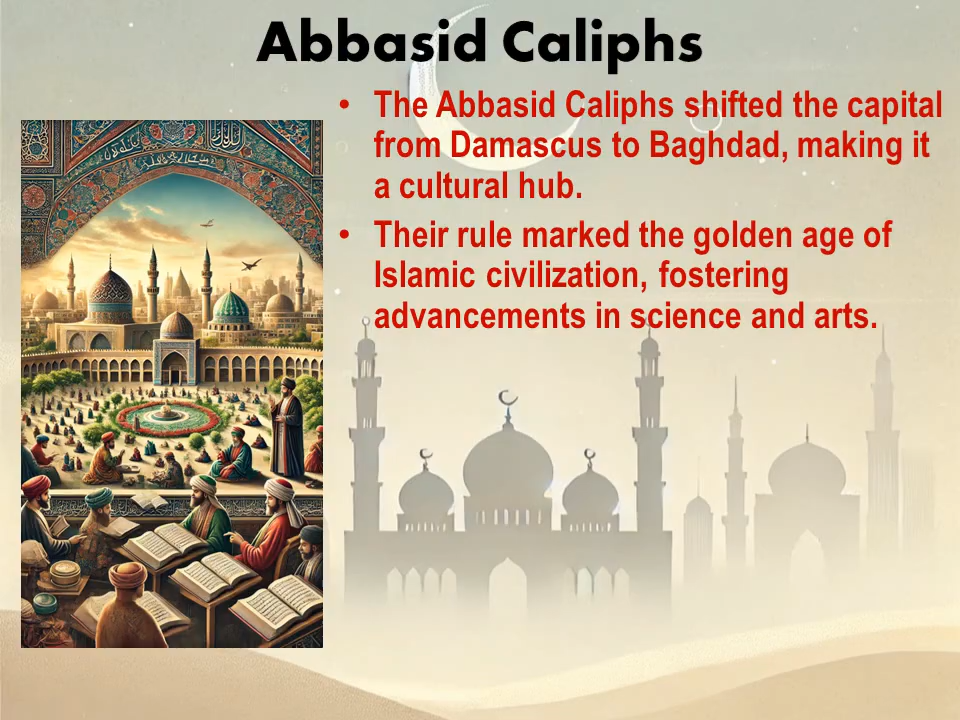 Abbasid Caliphs
• The Abbasid Caliphs shifted the capital
from Damascus to Baghdad, making it
a cultural hub.
• Their rule marked the golden age of
Islamic civilization, fostering
advancements in science and arts.